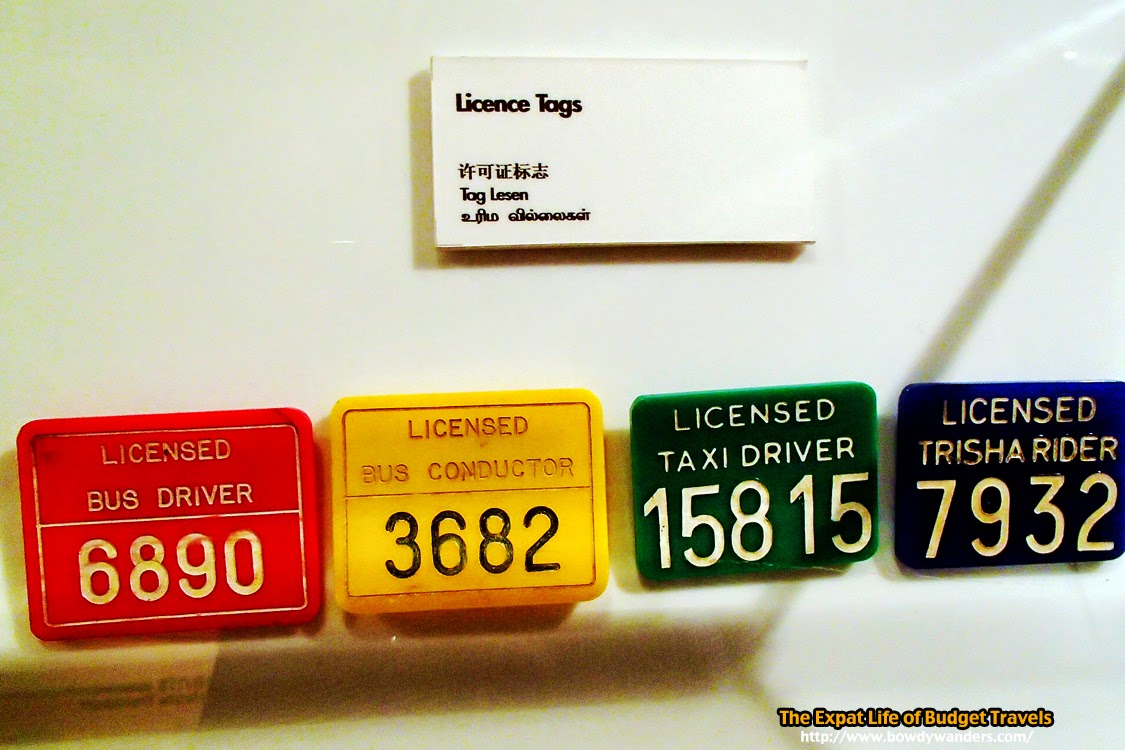 Licence Tags
许可证标志
Tag Lesen
உரிம வில்லைகள்
LICENSED
BUS DRIVER
6890
LICENSED
BUS CONDUCTOR
3682
LICENSED
TAXI DRIVER
15815
LICENSED
TRISHA RIDER
7932
The Expat Life of Budget Travels
http://www.bowdywanders.com/